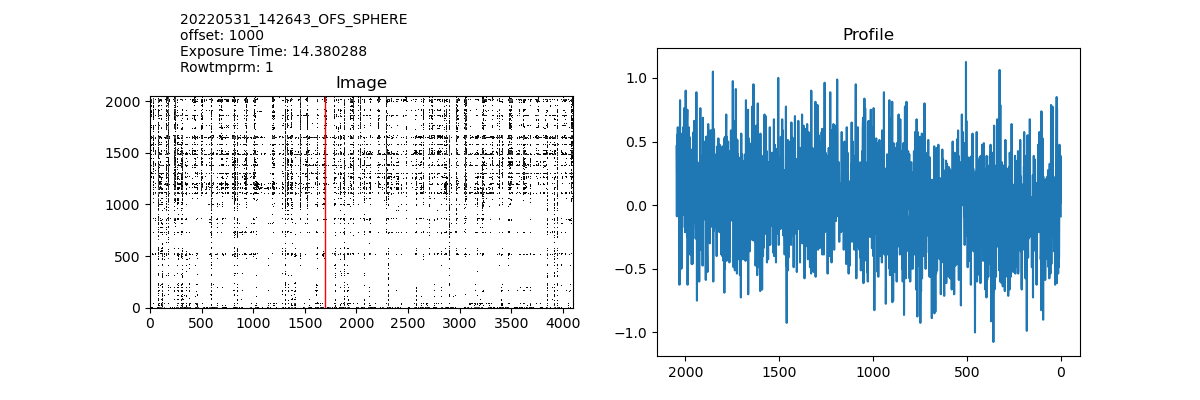 20220531_142643_OFS_SPHERE
offset: 1000
Exposure Time: 14.380288
Rowtmprm: 1
Image
2000
1500
1000
500
0
0 500 1000 1500 2000 2500 3000 3500 4000
Profile
1.0
0.5
0.0
−0.5
−1.0
2000 1500 1000 500 0